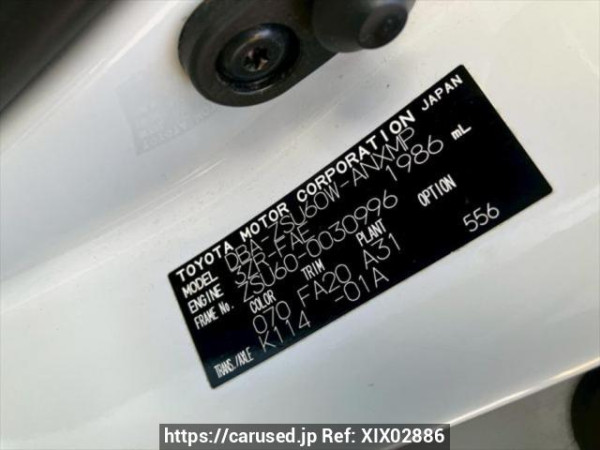 TOYOTA MOTOR CORPORATION JAPAN
MODEL DBA-ZSU60W-ANXMP
ENGINE 3ZR-FAE 1986 mL
FRAME No. ZSU60-0030996
COLOR TRIM PLANT OPTION
070 FA20 A31 556
TRANS./AXLE K114 -01A
https://carused.jp Ref: XIX02886